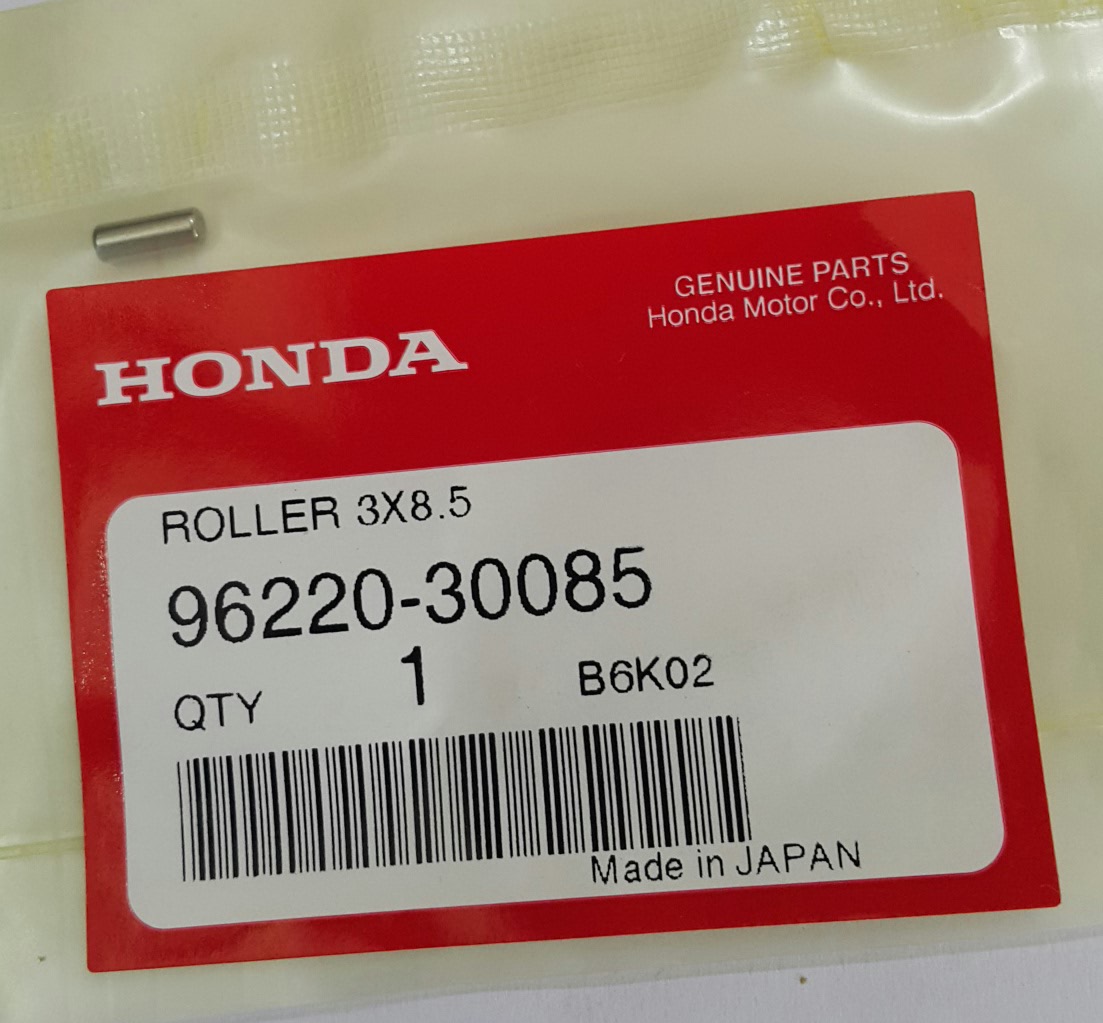 GENUINE PARTS
Honda Motor Co., Ltd.
HONDA
ROLLER 3X8.5
96220-30085
QTY 1 B6K02
Made in JAPAN